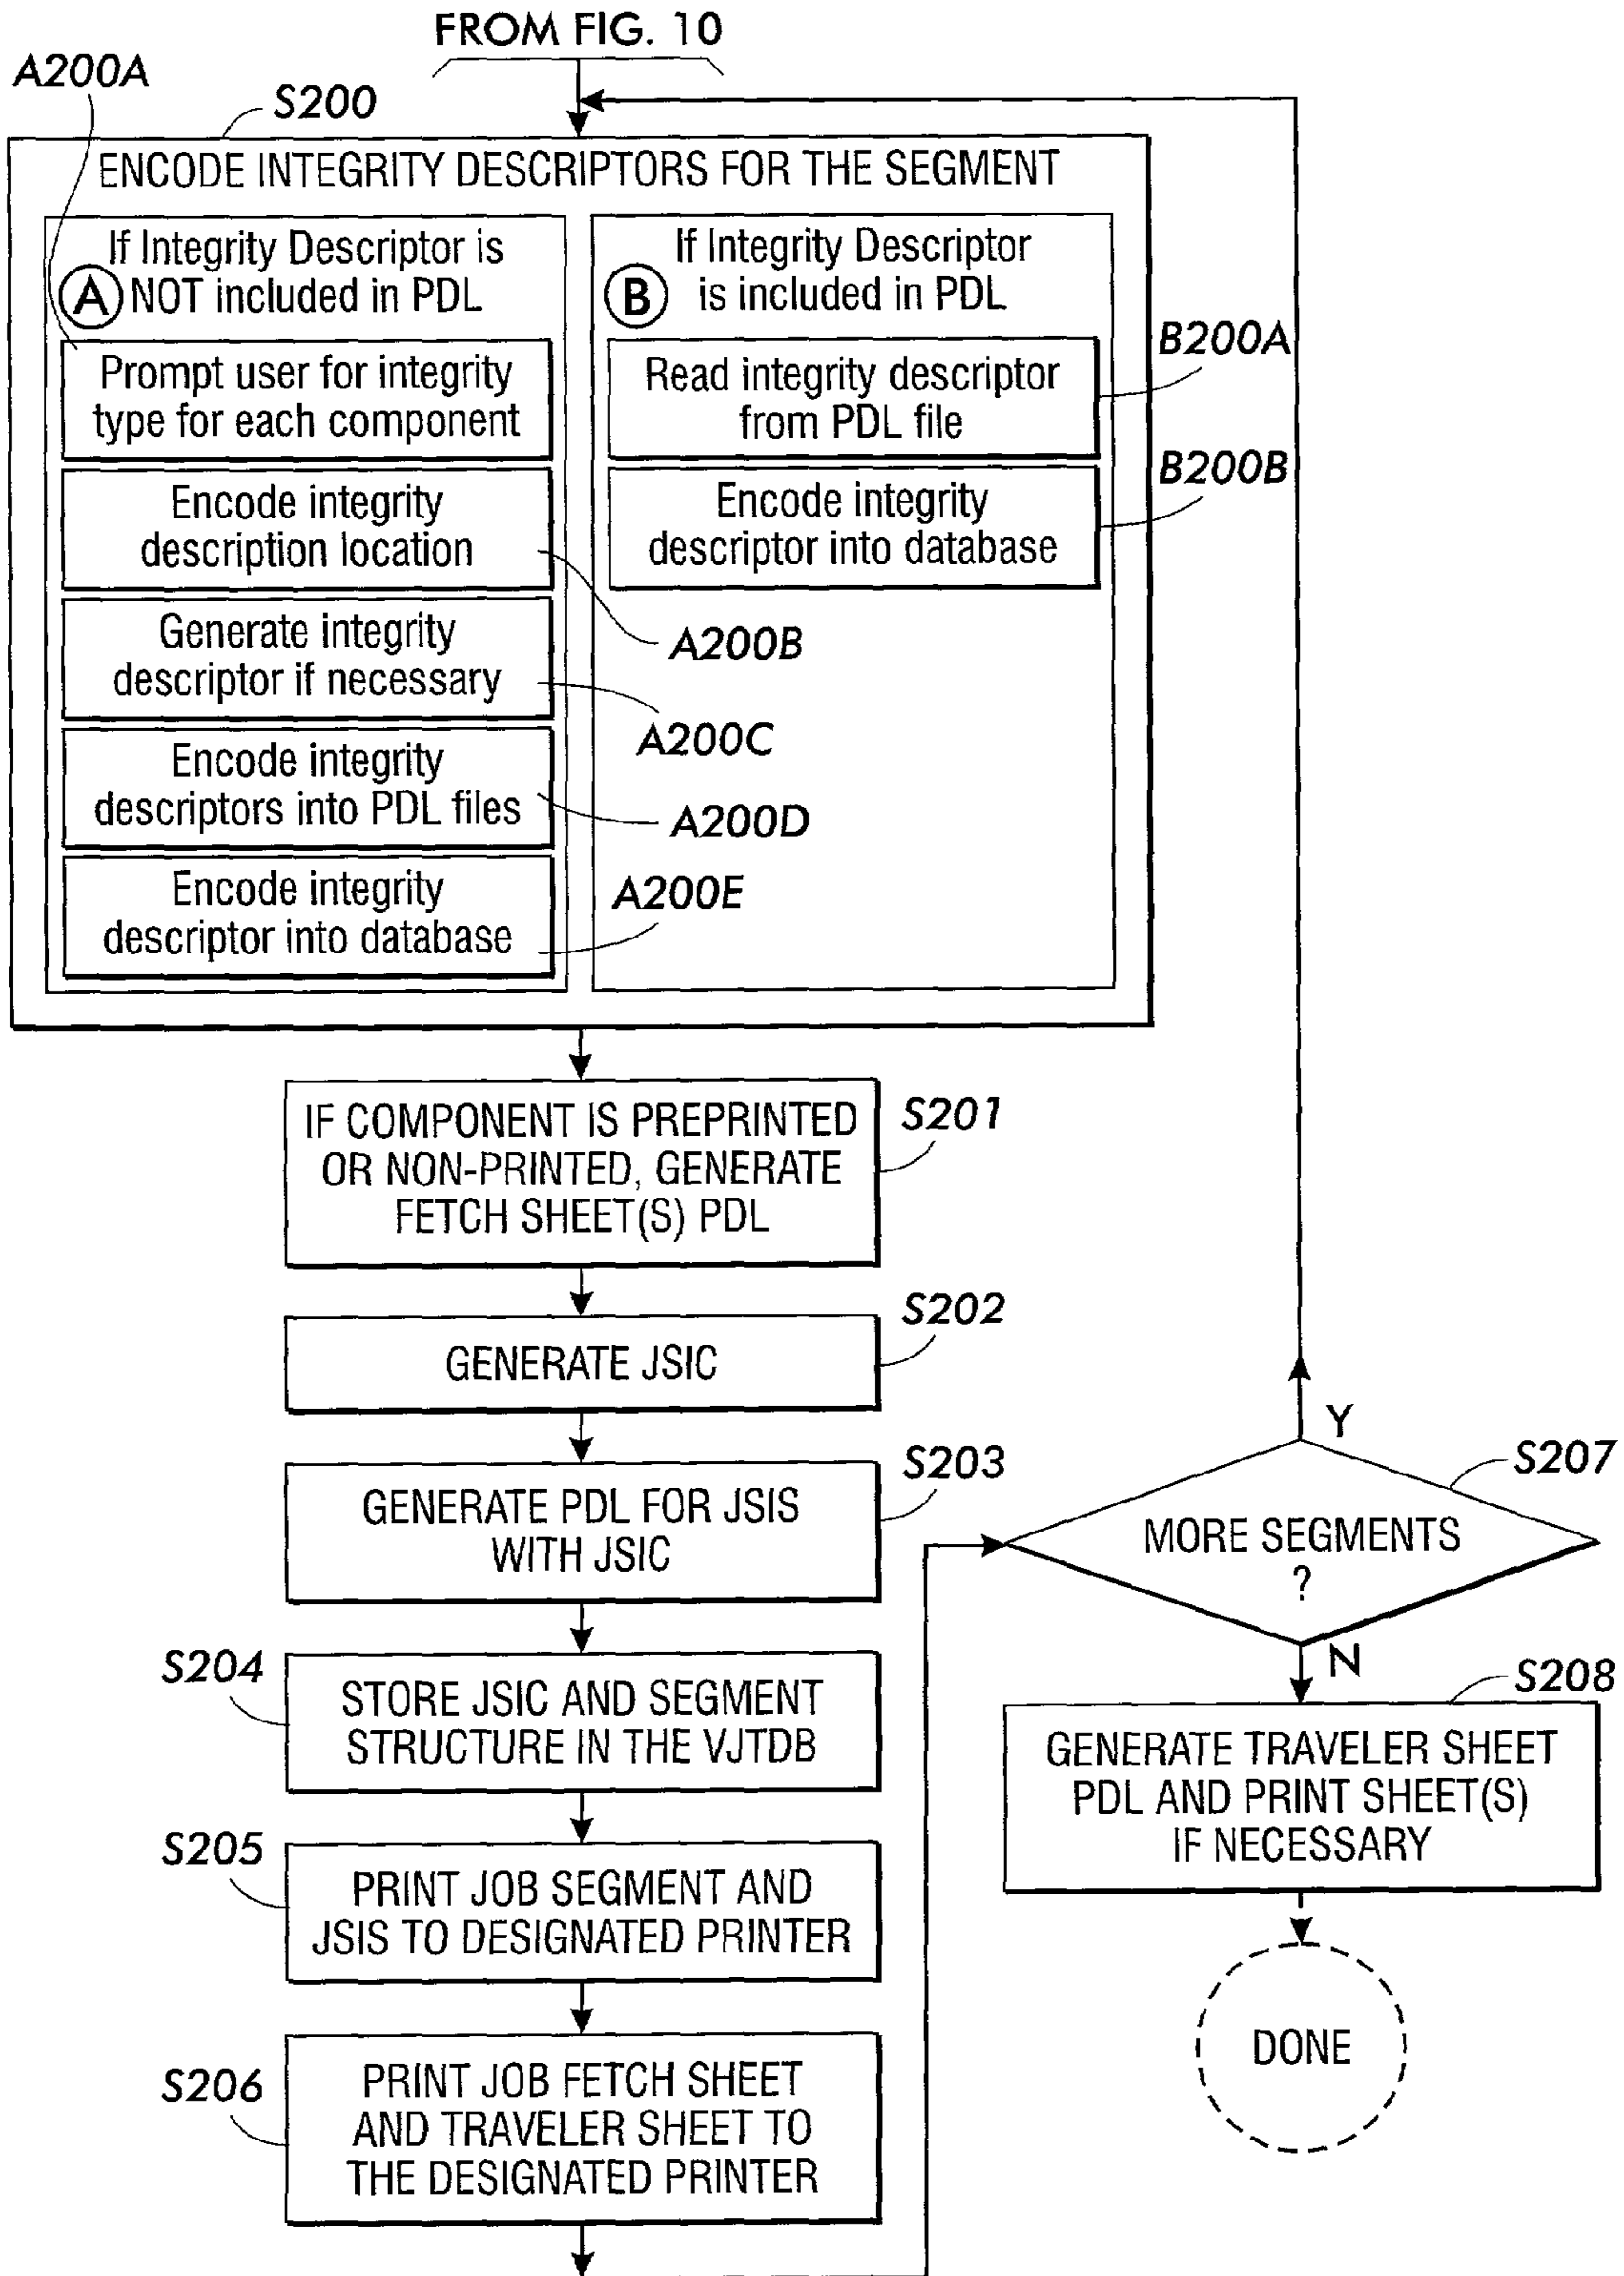 FROM FIG. 10
A200A
S200
ENCODE INTEGRITY DESCRIPTORS FOR THE SEGMENT
If Integrity Descriptor is
A NOT included in PDL
Prompt user for integrity
type for each component
Encode integrity
description location
A200B
Generate integrity
descriptor if necessary
A200C
Encode integrity
descriptors into PDL files
A200D
Encode integrity
descriptor into database
A200E
If Integrity Descriptor
B is included in PDL
Read integrity descriptor
from PDL file
B200A
Encode integrity
descriptor into database
B200B
IF COMPONENT IS PREPRINTED
OR NON-PRINTED, GENERATE
FETCH SHEET(S) PDL
S201
GENERATE JSIC
S202
GENERATE PDL FOR JSIS
WITH JSIC
S203
S204
STORE JSIC AND SEGMENT
STRUCTURE IN THE VJTDB
S205
PRINT JOB SEGMENT AND
JSIS TO DESIGNATED PRINTER
S206
PRINT JOB FETCH SHEET
AND TRAVELER SHEET TO
THE DESIGNATED PRINTER
Y
S207
MORE SEGMENTS
?
N
S208
GENERATE TRAVELER SHEET
PDL AND PRINT SHEET(S)
IF NECESSARY
DONE